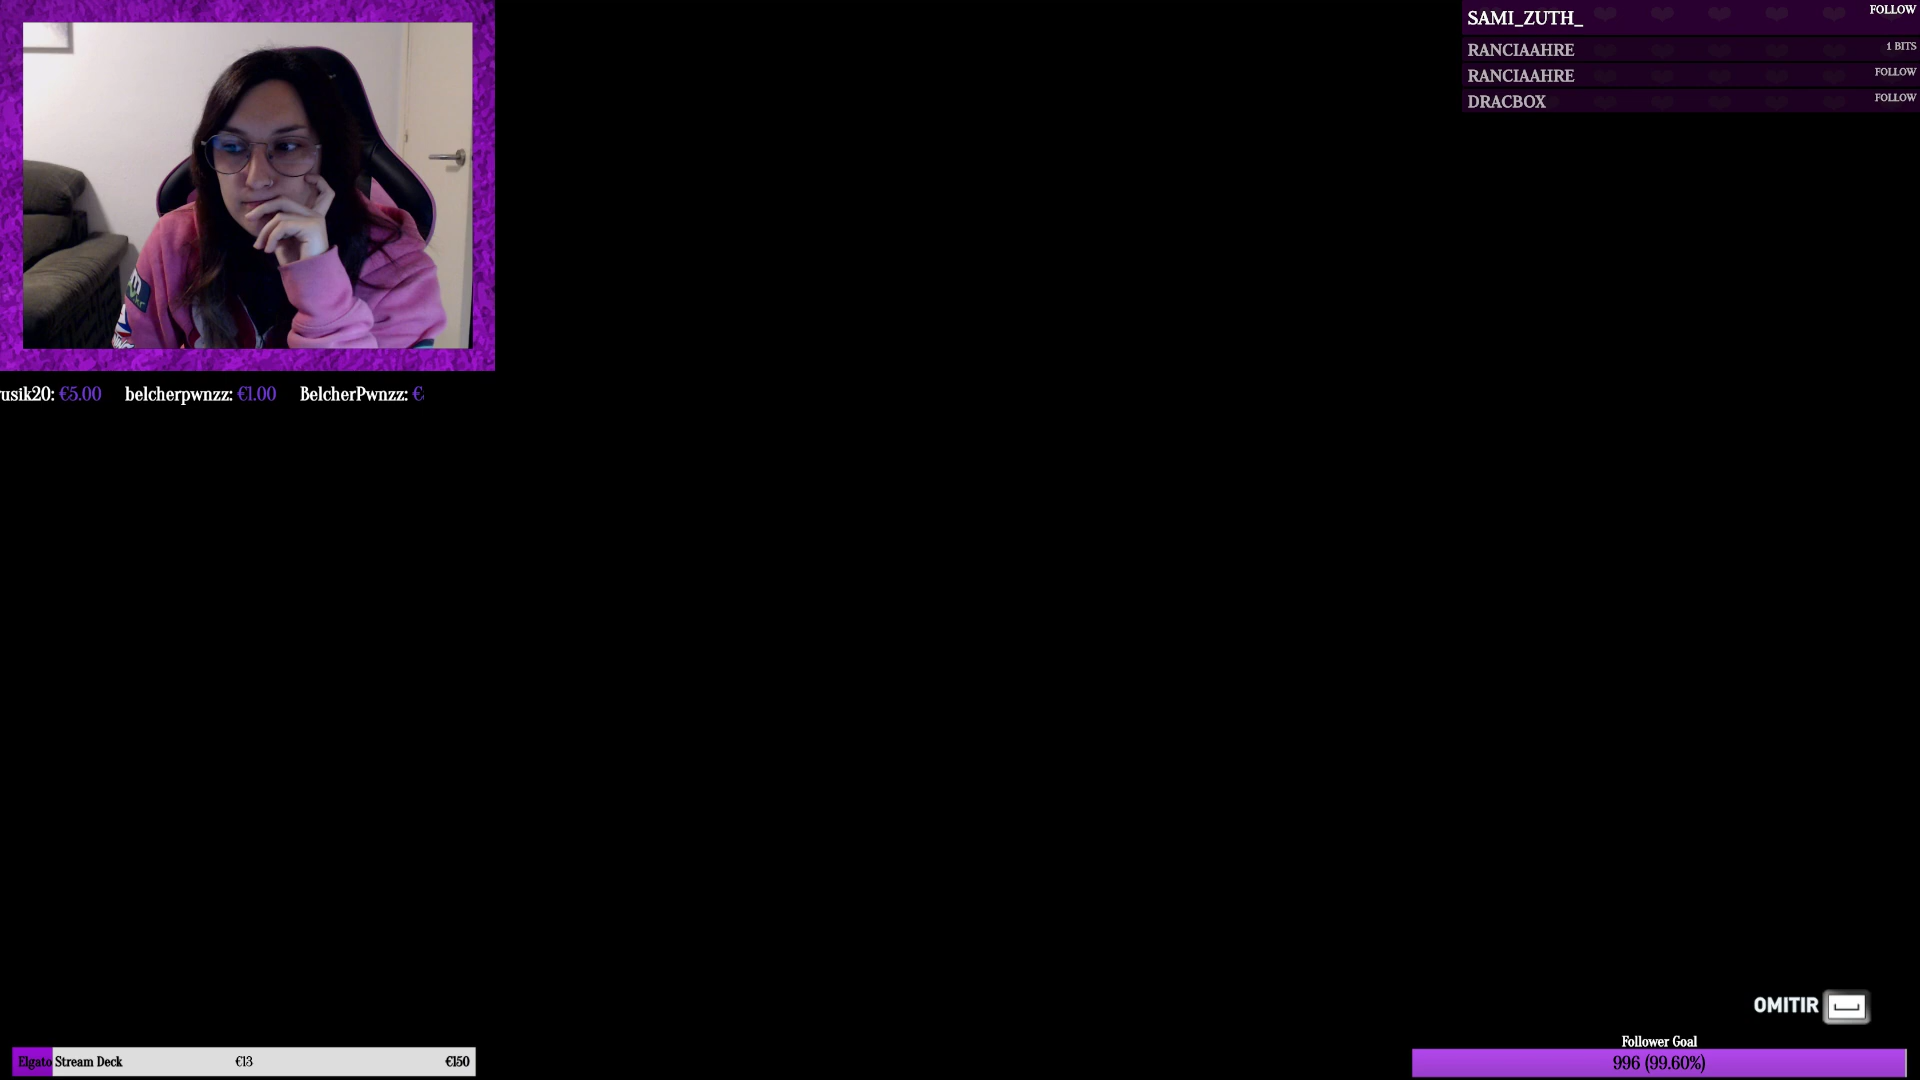 SAMI_ZUTH_ FOLLOW
RANCIAAHRE 1 BITS
RANCIAAHRE FOLLOW
DRACBOX FOLLOW
usik20: €5.00 belcherpwnzz: €1.00 BelcherPwnzz: €
OMITIR
Follower Goal
996 (99.60%)
Elgato Stream Deck €13 €150